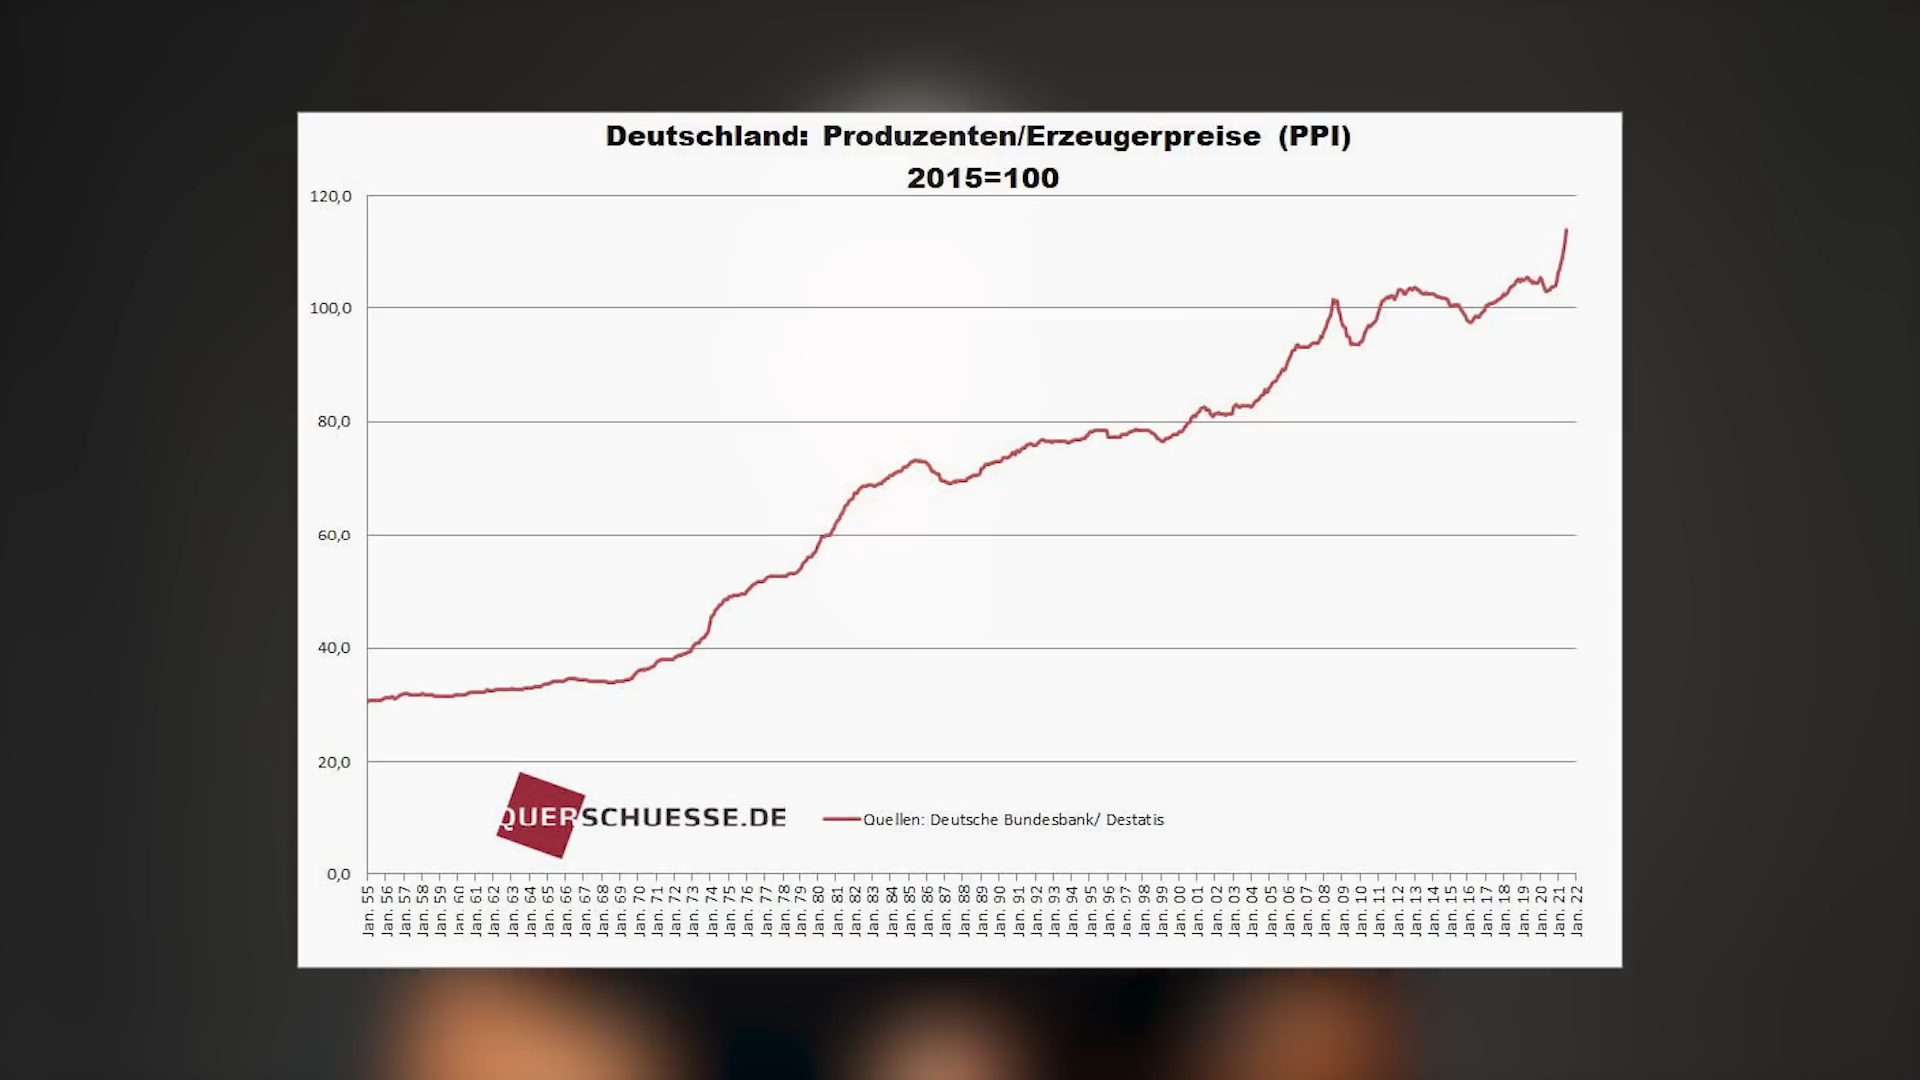 Deutschland: Produzenten/Erzeugerpreise (PPI)
2015=100
120,0
100,0
80,0
60,0
40,0
20,0
0,0
QUERSCHUESSE.DE
Quellen: Deutsche Bundesbank/ Destatis
Jan. 55
Jan. 56
Jan. 57
Jan. 58
Jan. 59
Jan. 60
Jan. 61
Jan. 62
Jan. 63
Jan. 64
Jan. 65
Jan. 66
Jan. 67
Jan. 68
Jan. 69
Jan. 70
Jan. 71
Jan. 72
Jan. 73
Jan. 74
Jan. 75
Jan. 76
Jan. 77
Jan. 78
Jan. 79
Jan. 80
Jan. 81
Jan. 82
Jan. 83
Jan. 84
Jan. 85
Jan. 86
Jan. 87
Jan. 88
Jan. 89
Jan. 90
Jan. 91
Jan. 92
Jan. 93
Jan. 94
Jan. 95
Jan. 96
Jan. 97
Jan. 98
Jan. 99
Jan. 00
Jan. 01
Jan. 02
Jan. 03
Jan. 04
Jan. 05
Jan. 06
Jan. 07
Jan. 08
Jan. 09
Jan. 10
Jan. 11
Jan. 12
Jan. 13
Jan. 14
Jan. 15
Jan. 16
Jan. 17
Jan. 18
Jan. 19
Jan. 20
Jan. 21
Jan. 22